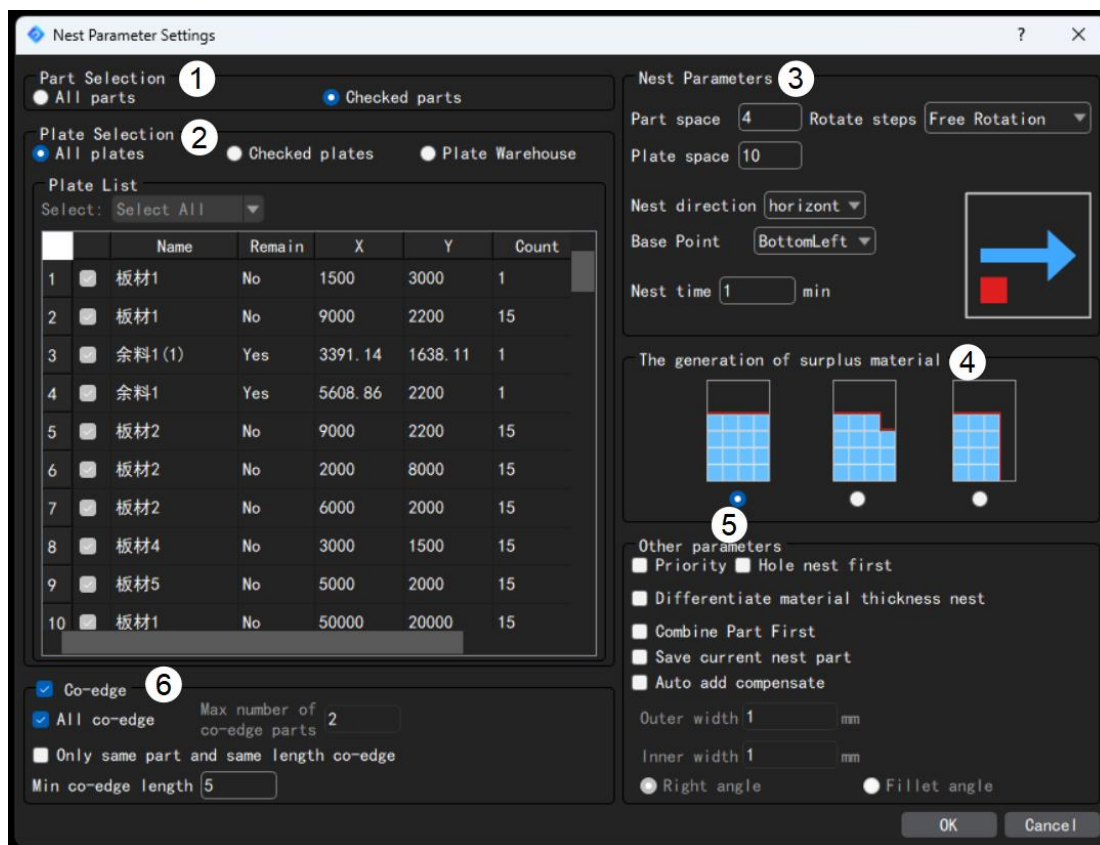 Nest Parameter Settings
?
Part Selection 1
All parts Checked parts
Plate Selection 2
All plates Checked plates Plate Warehouse
Plate List
Select: Select All
Name Remain X Y Count
1 板材1 No 1500 3000 1
2 板材1 No 9000 2200 15
3 余料1(1) Yes 3391.14 1638.11 1
4 余料1 Yes 5608.86 2200 1
5 板材2 No 9000 2200 15
6 板材2 No 2000 8000 15
7 板材2 No 6000 2000 15
8 板材4 No 3000 1500 15
9 板材5 No 5000 2000 15
10 板材1 No 50000 20000 15
Co-edge 6
All co-edge Max number of co-edge parts 2
Only same part and same length co-edge
Min co-edge length 5
Nest Parameters 3
Part space 4 Rotate steps Free Rotation
Plate space 10
Nest direction horizont
Base Point BottomLeft
Nest time 1 min
The generation of surplus material 4
5
Other parameters
Priority Hole nest first
Differentiate material thickness nest
Combine Part First
Save current nest part
Auto add compensate
Outer width 1 mm
Inner width 1 mm
Right angle Fillet angle
OK Cancel